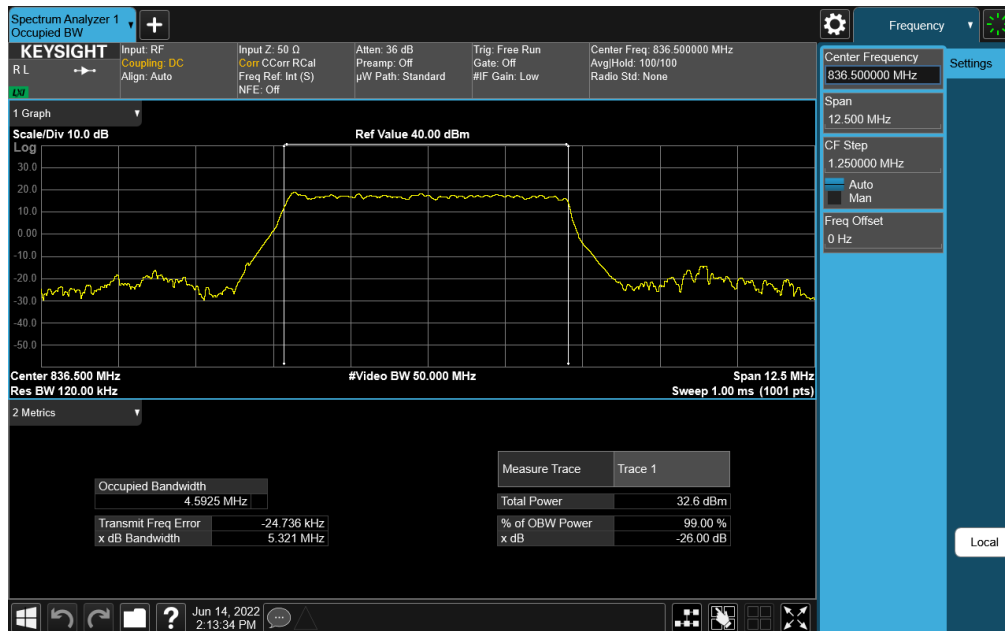 Spectrum Analyzer 1
Occupied BW
Frequency
KEYSIGHT
R L
LXI
Input: RF
Coupling: DC
Align: Auto
Input Z: 50 Ω
Corr CCorr RCal
Freq Ref: Int (S)
NFE: Off
Atten: 36 dB
Preamp: Off
µW Path: Standard
Trig: Free Run
Gate: Off
#IF Gain: Low
Center Freq: 836.500000 MHz
Avg|Hold: 100/100
Radio Std: None
Center Frequency
836.500000 MHz
Settings
Span
12.500 MHz
CF Step
1.250000 MHz
Auto
Man
Freq Offset
0 Hz
Local
1 Graph
Scale/Div 10.0 dB
Ref Value 40.00 dBm
Log
30.0
20.0
10.0
0.00
-10.0
-20.0
-30.0
-40.0
-50.0
Center 836.500 MHz
#Video BW 50.000 MHz
Span 12.5 MHz
Res BW 120.00 kHz
Sweep 1.00 ms (1001 pts)
2 Metrics
Occupied Bandwidth
4.5925 MHz
Transmit Freq Error -24.736 kHz
x dB Bandwidth 5.321 MHz
Measure Trace Trace 1
Total Power 32.6 dBm
% of OBW Power 99.00 %
x dB -26.00 dB
?
Jun 14, 2022
2:13:34 PM